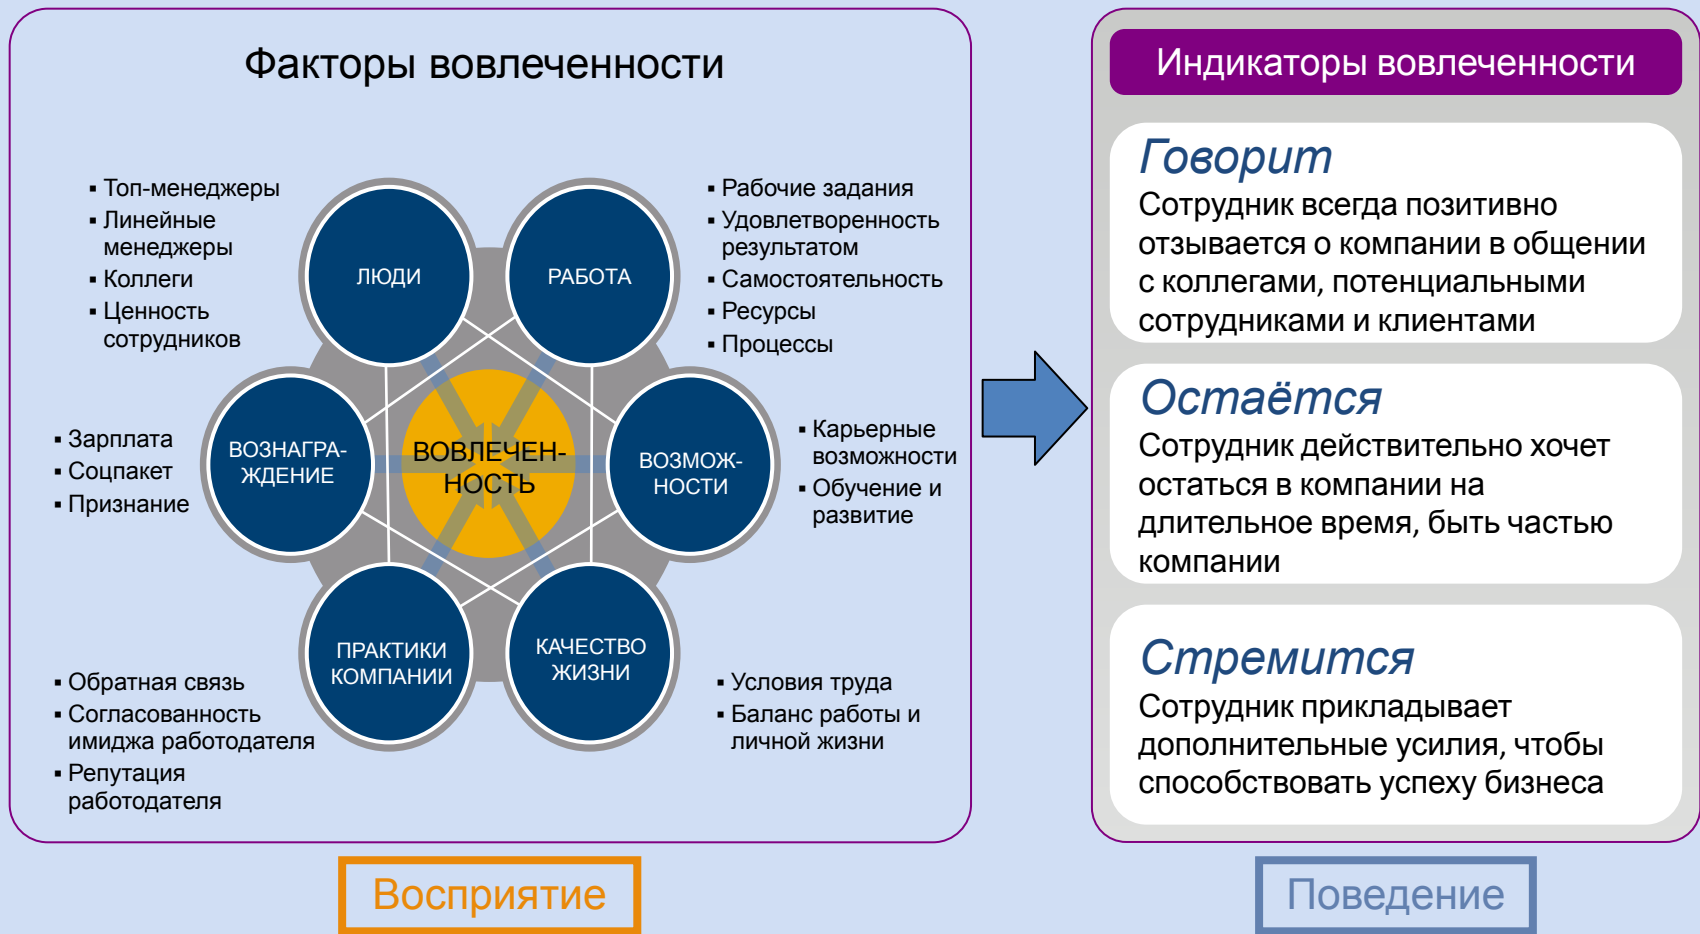 Факторы вовлеченности
▪ Топ-менеджеры
▪ Линейные
менеджеры
▪ Коллеги
▪ Ценность
сотрудников
ЛЮДИ
РАБОТА
▪ Рабочие задания
▪ Удовлетворенность
результатом
▪ Самостоятельность
▪ Ресурсы
▪ Процессы
▪ Зарплата
▪ Соцпакет
▪ Признание
ВОЗНАГРА-
ЖДЕНИЕ
ВОВЛЕЧЕН-
НОСТЬ
ВОЗМОЖ-
НОСТИ
▪ Карьерные
возможности
▪ Обучение и
развитие
▪ Обратная связь
▪ Согласованность
имиджа работодателя
▪ Репутация
работодателя
ПРАКТИКИ
КОМПАНИИ
КАЧЕСТВО
ЖИЗНИ
▪ Условия труда
▪ Баланс работы и
личной жизни
Восприятие
Индикаторы вовлеченности
Говорит
Сотрудник всегда позитивно
отзывается о компании в общении
с коллегами, потенциальными
сотрудниками и клиентами
Остаётся
Сотрудник действительно хочет
остаться в компании на
длительное время, быть частью
компании
Стремится
Сотрудник прикладывает
дополнительные усилия, чтобы
способствовать успеху бизнеса
Поведение